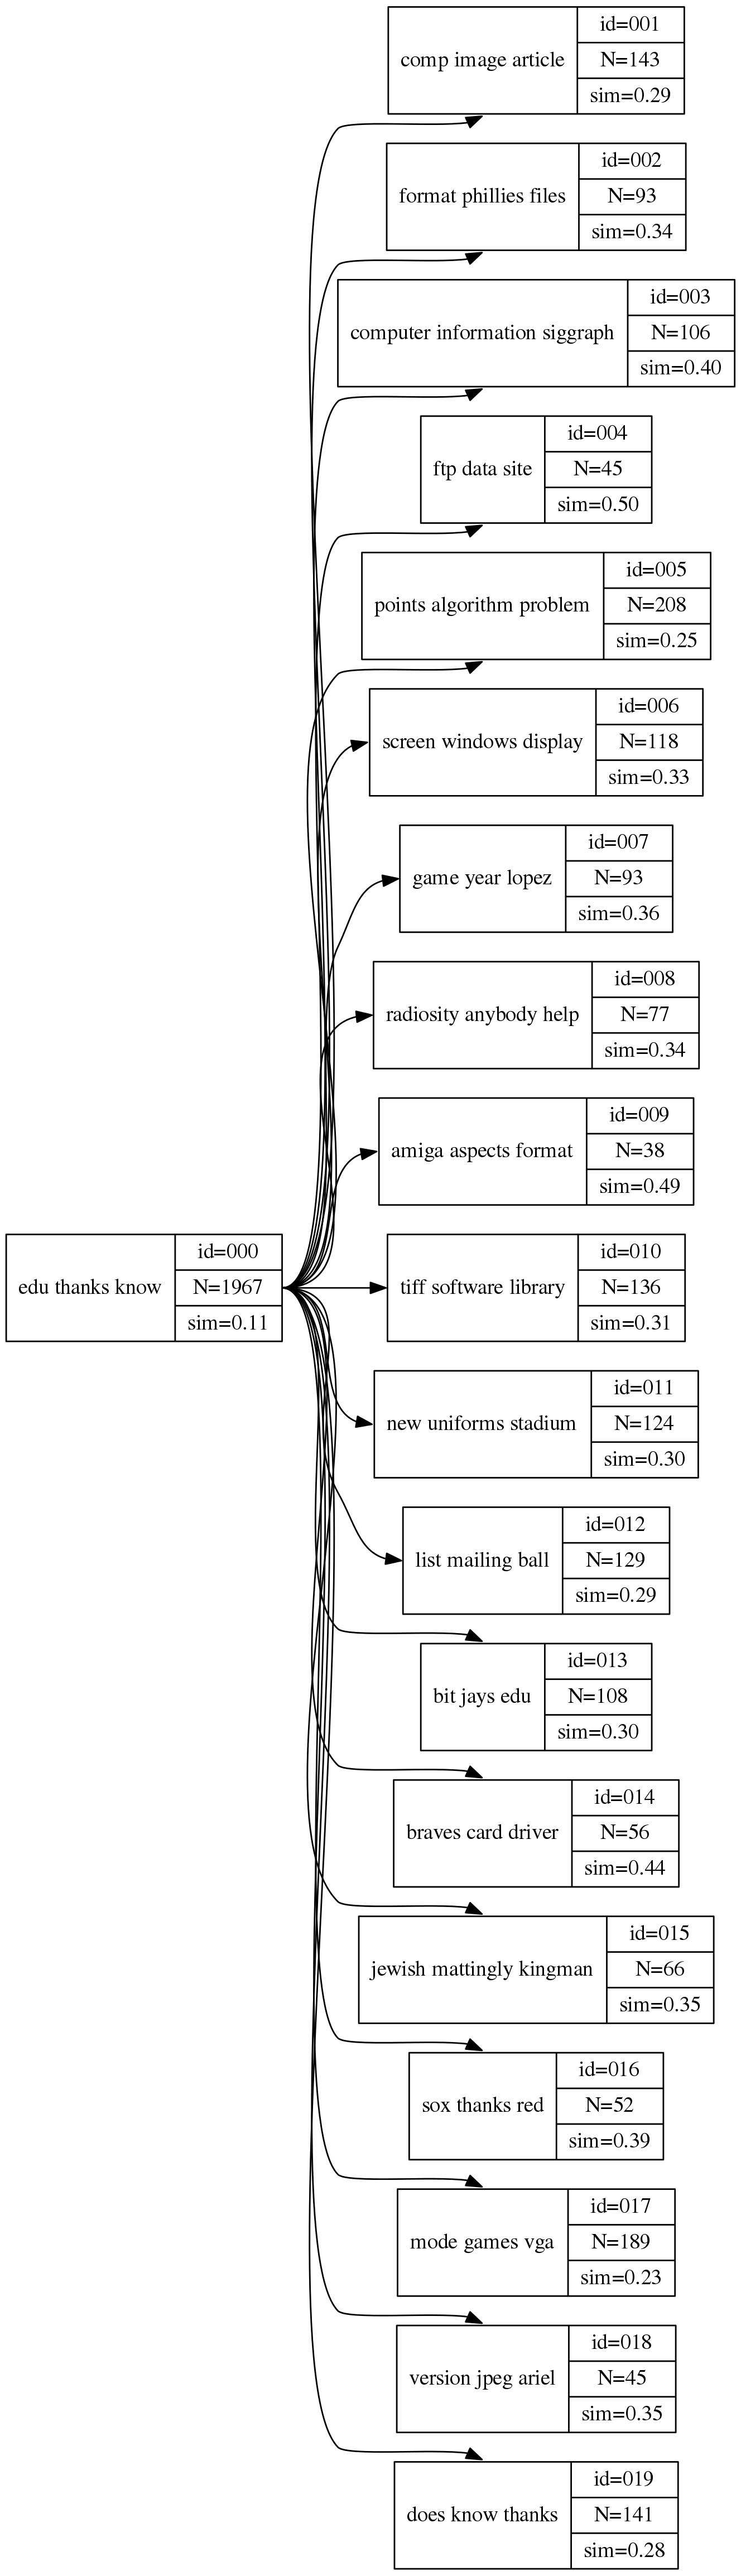 comp image article
id=001
N=143
sim=0.29
format phillies files
id=002
N=93
sim=0.34
computer information siggraph
id=003
N=106
sim=0.40
ftp data site
id=004
N=45
sim=0.50
points algorithm problem
id=005
N=208
sim=0.25
screen windows display
id=006
N=118
sim=0.33
game year lopez
id=007
N=93
sim=0.36
radiosity anybody help
id=008
N=77
sim=0.34
amiga aspects format
id=009
N=38
sim=0.49
edu thanks know
id=000
N=1967
sim=0.11
tiff software library
id=010
N=136
sim=0.31
new uniforms stadium
id=011
N=124
sim=0.30
list mailing ball
id=012
N=129
sim=0.29
bit jays edu
id=013
N=108
sim=0.30
braves card driver
id=014
N=56
sim=0.44
jewish mattingly kingman
id=015
N=66
sim=0.35
sox thanks red
id=016
N=52
sim=0.39
mode games vga
id=017
N=189
sim=0.23
version jpeg ariel
id=018
N=45
sim=0.35
does know thanks
id=019
N=141
sim=0.28